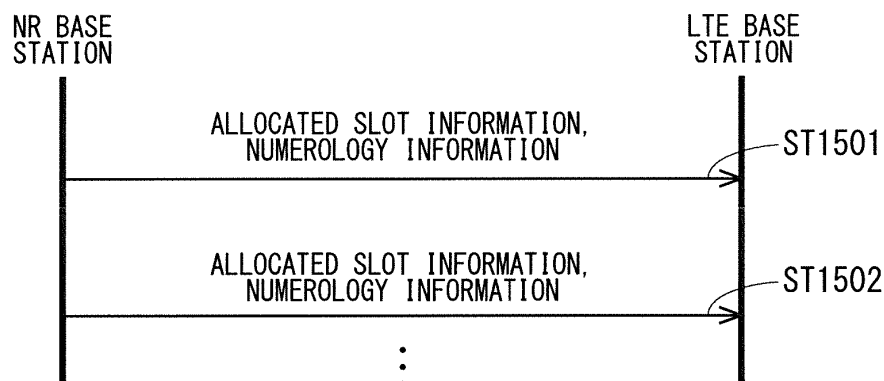 NR BASE
STATION
LTE BASE
STATION
ALLOCATED SLOT INFORMATION,
NUMEROLOGY INFORMATION
ST1501
ALLOCATED SLOT INFORMATION,
NUMEROLOGY INFORMATION
ST1502